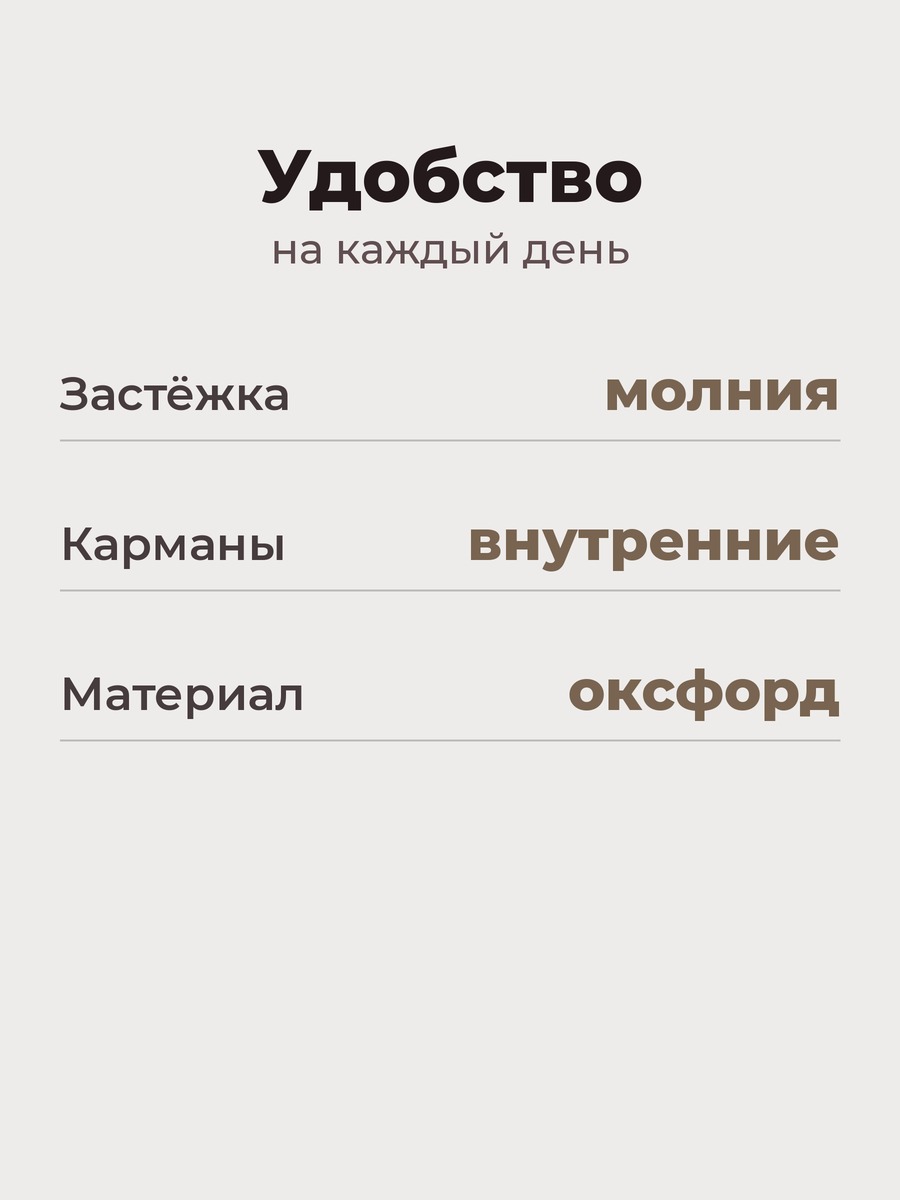 Удобство
на каждый день
Застёжка молния
Карманы внутренние
Материал оксфорд